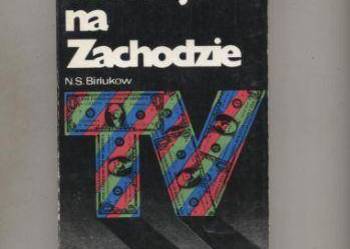 na
Zachodzie
N.S. Biriukow
TV